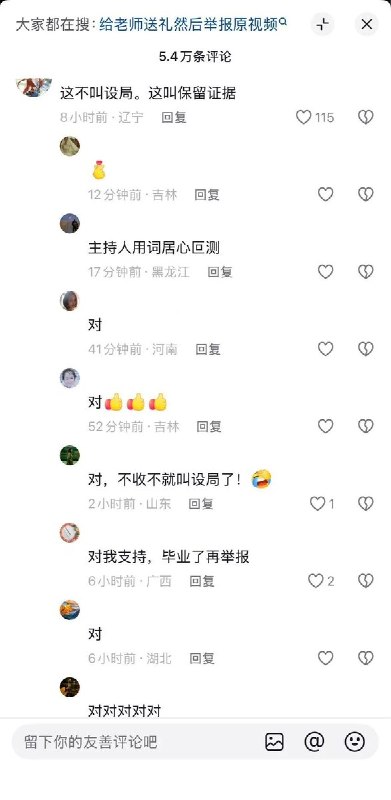 大家都在搜：给老师送礼然后举报原视频
5.4万条评论
这不叫设局。这叫保留证据
8小时前·辽宁 回复 115
12分钟前·吉林 回复
主持人用词居心叵测
17分钟前·黑龙江 回复
对
41分钟前·河南 回复
对👍👍👍
52分钟前·吉林 回复
对，不收不就叫设局了！🤣
2小时前·山东 回复 1
对我支持，毕业了再举报
6小时前·广西 回复 2
对
6小时前·湖北 回复
对对对对对
留下你的友善评论吧